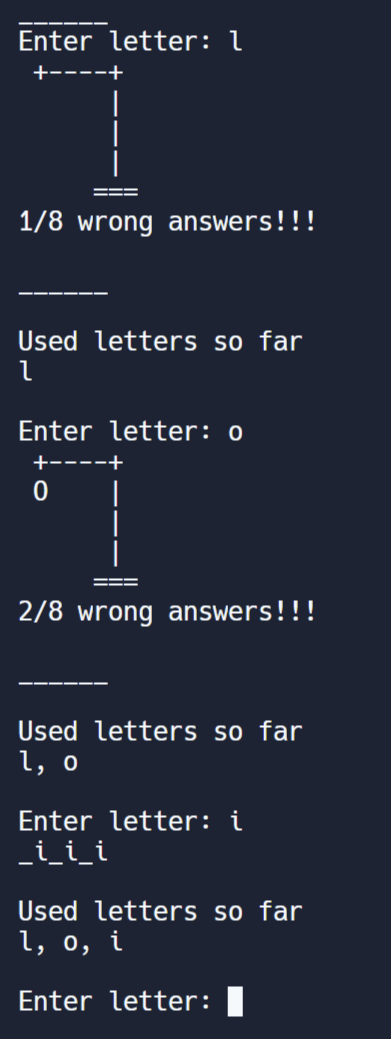 ______
Enter letter: l
 +----+
      |
      |
      |
     ===
1/8 wrong answers!!!

______

Used letters so far
l

Enter letter: o
 +----+
 O    |
      |
      |
     ===
2/8 wrong answers!!!

______

Used letters so far
l, o

Enter letter: i
_i_i_i

Used letters so far
l, o, i

Enter letter: